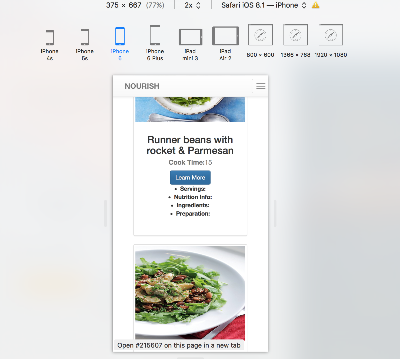 375 × 667 (77%) 2x Safari iOS 8.1 — iPhone
iPhone 4s
iPhone 5s
iPhone 6
iPhone 6 Plus
iPad mini 3
iPad Air 2
800 × 600
1366 × 768
1920 × 1080
NOURISH
Runner beans with
rocket & Parmesan
Cook Time:15
Learn More
• Servings:
• Nutrition Info:
• Ingredients:
• Preparation:
Open #215607 on this page in a new tab